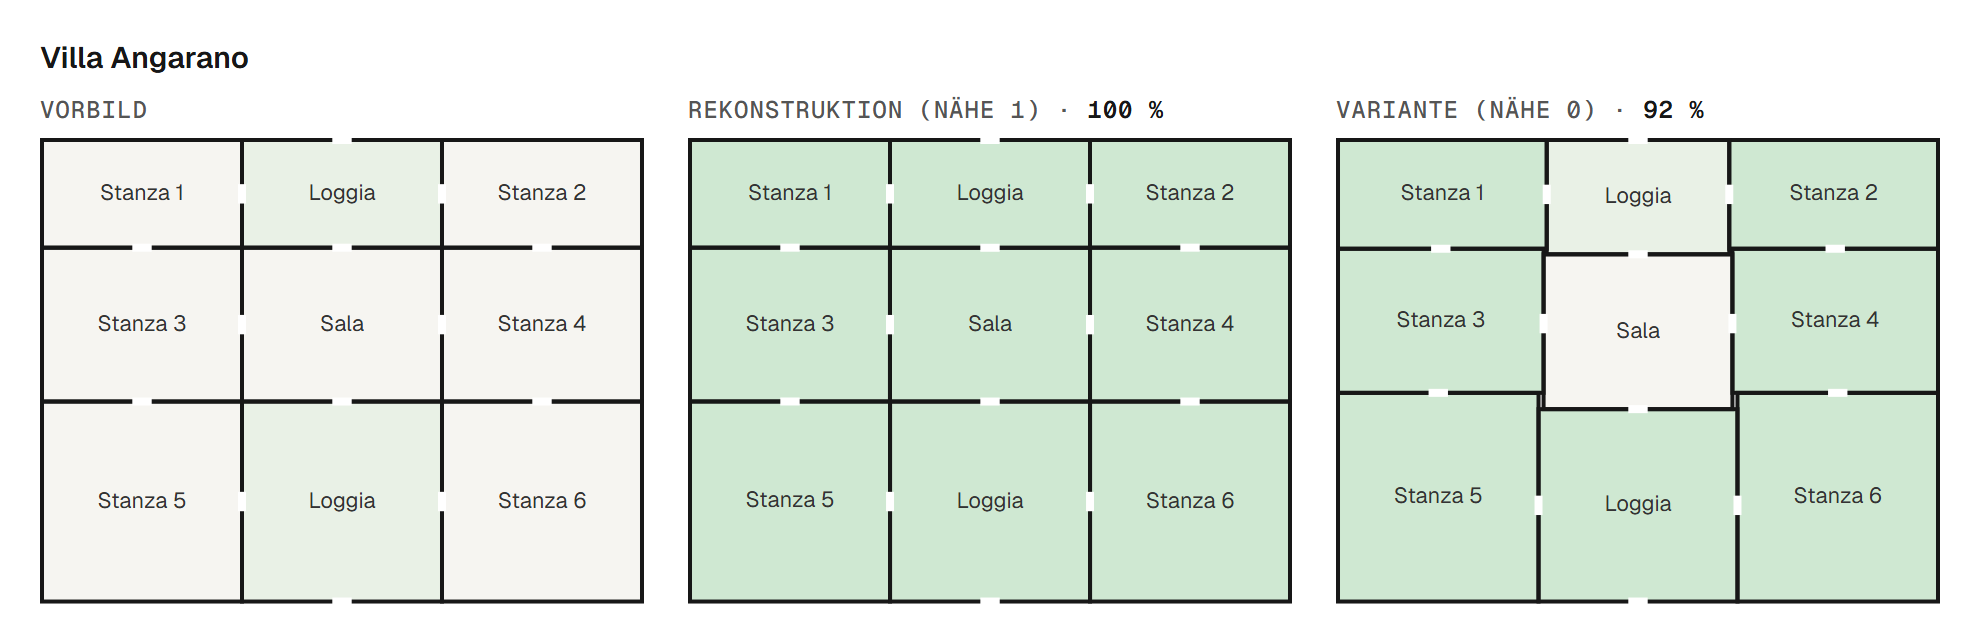 Villa Angarano
VORBILD
Stanza 1 Loggia Stanza 2
Stanza 3 Sala Stanza 4
Stanza 5 Loggia Stanza 6
REKONSTRUKTION (NÄHE 1) · 100 %
Stanza 1 Loggia Stanza 2
Stanza 3 Sala Stanza 4
Stanza 5 Loggia Stanza 6
VARIANTE (NÄHE 0) · 92 %
Stanza 1 Loggia Stanza 2
Stanza 3 Sala Stanza 4
Stanza 5 Loggia Stanza 6